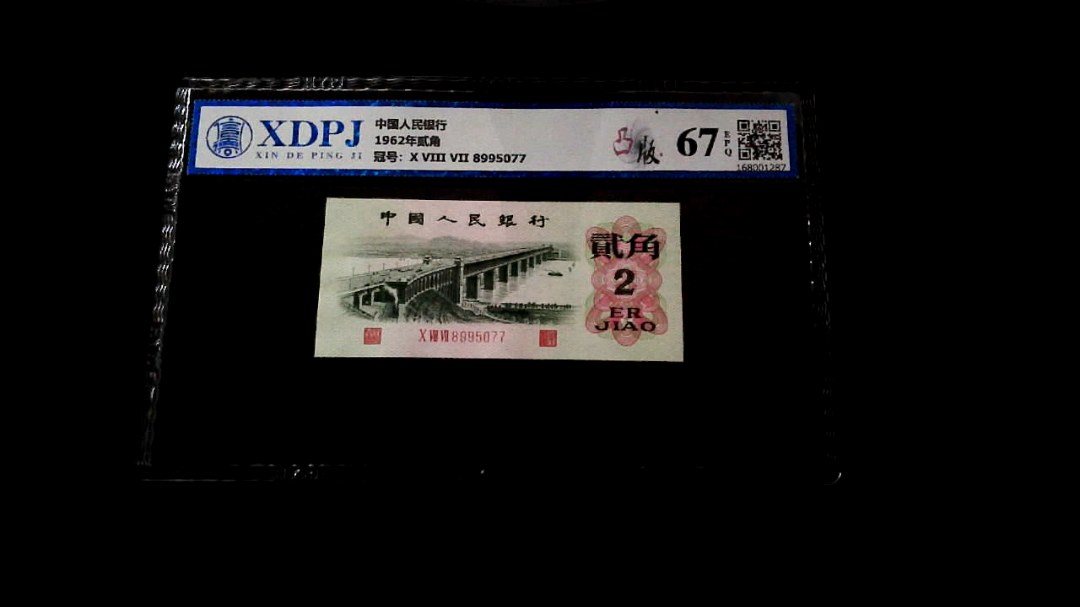 XDPJ
XIN DE PING JI
中国人民银行
1962年贰角
冠号: X VIII VII 8995077
凸版
67
EPQ
168001287
中國人民銀行
貳角
2
ER
JIAO
X VIII VII 8995077